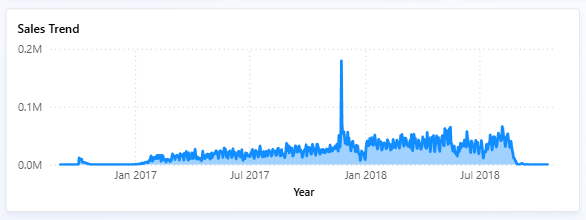 Sales Trend
0.2M
0.1M
0.0M
Jan 2017 Jul 2017 Jan 2018 Jul 2018
Year